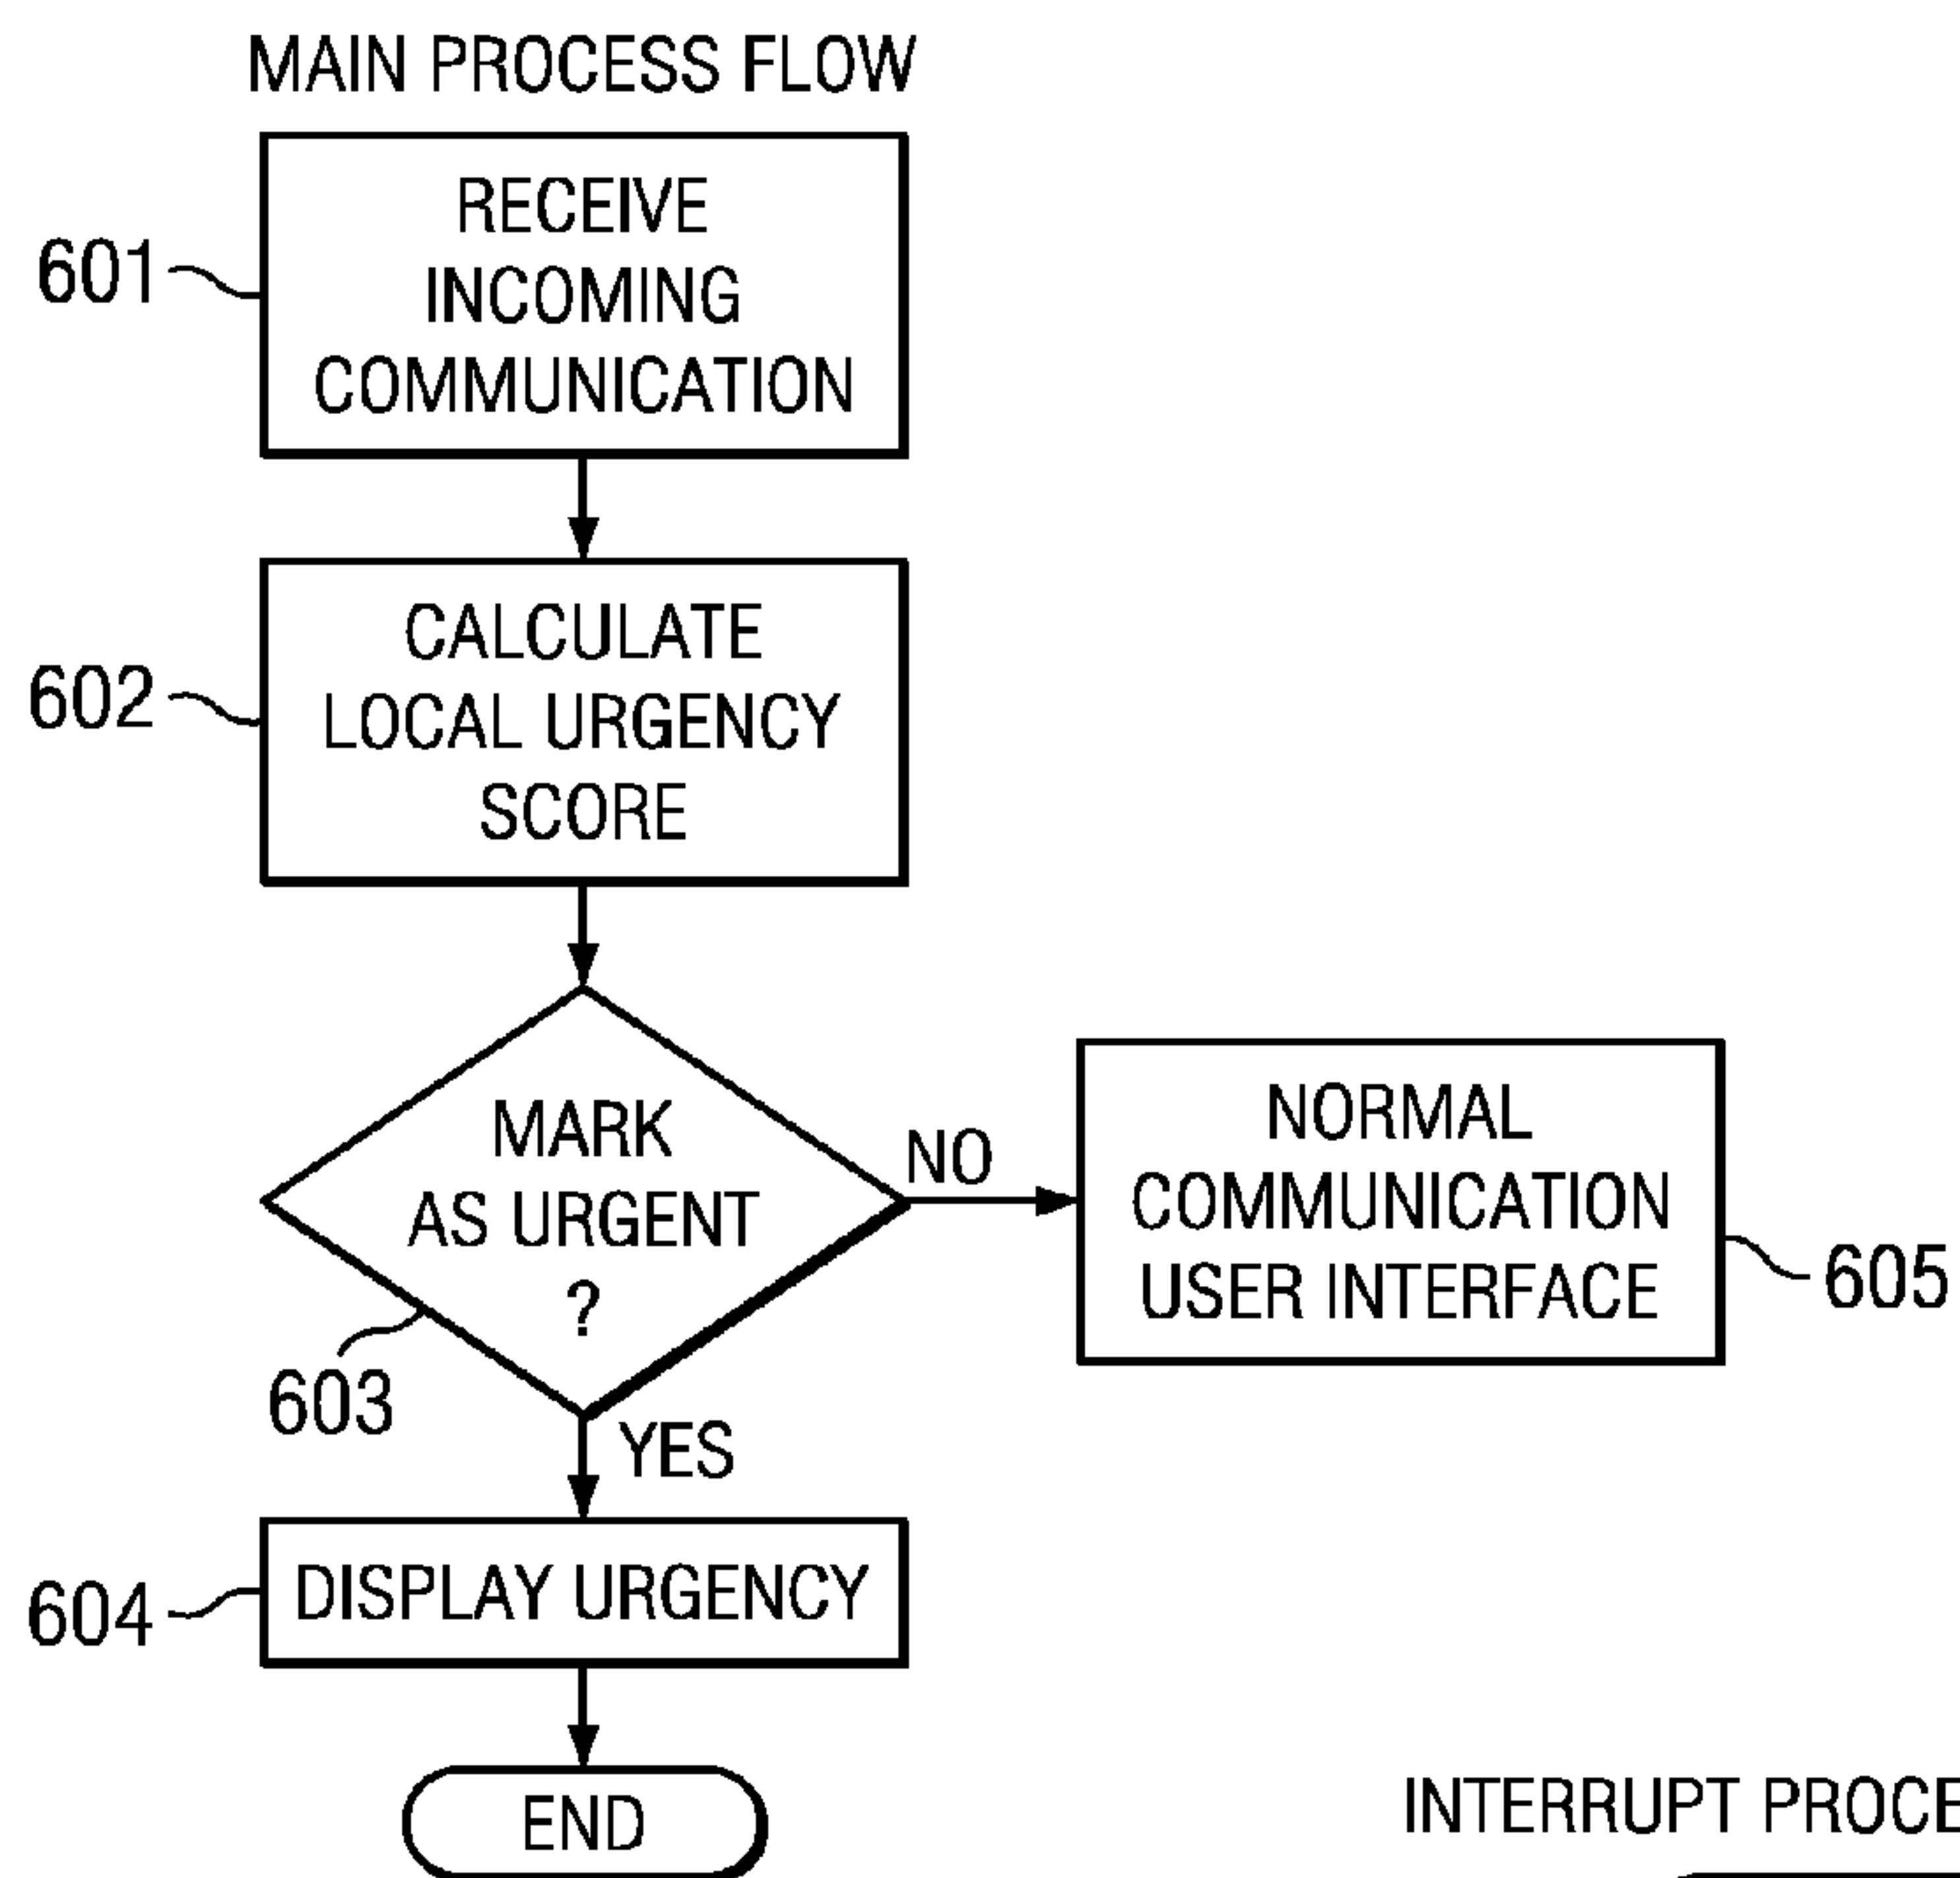 MAIN PROCESS FLOW
RECEIVE
INCOMING
COMMUNICATION
601
CALCULATE
LOCAL URGENCY
SCORE
602
MARK
AS URGENT
?
603
NO
NORMAL
COMMUNICATION
USER INTERFACE
605
YES
DISPLAY URGENCY
604
END
INTERRUPT